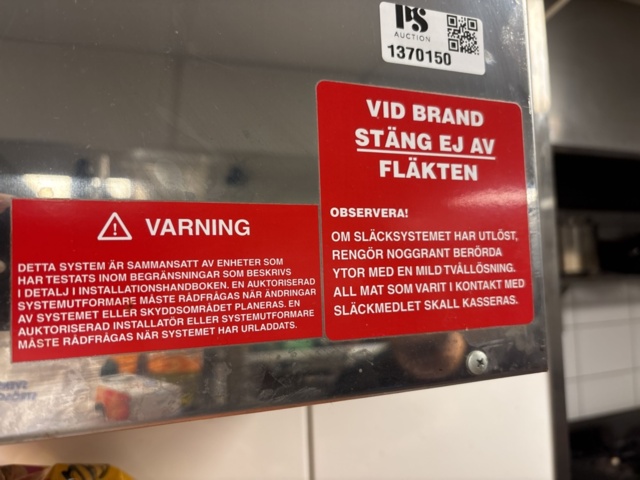 PS
AUCTION
1370150
VID BRAND
STÄNG EJ AV
FLÄKTEN
OBSERVERA!
OM SLÄCKSYSTEMET HAR UTLÖST,
RENGÖR NOGGRANT BERÖRDA
YTOR MED EN MILD TVÅLLÖSNING.
ALL MAT SOM VARIT I KONTAKT MED
SLÄCKMEDLET SKALL KASSERAS.
VARNING
DETTA SYSTEM ÄR SAMMANSATT AV ENHETER SOM
HAR TESTATS INOM BEGRÄNSNINGAR SOM BESKRIVS
I DETALJ I INSTALLATIONSHANDBOKEN. EN AUKTORISERAD
SYSTEMUTFORMARE MÅSTE RÅDFRÅGAS NÄR ÄNDRINGAR
AV SYSTEMET ELLER SKYDDSOMRÅDET PLANERAS. EN
AUKTORISERAD INSTALLATÖR ELLER SYSTEMUTFORMARE
MÅSTE RÅDFRÅGAS NÄR SYSTEMET HAR URLADDATS.